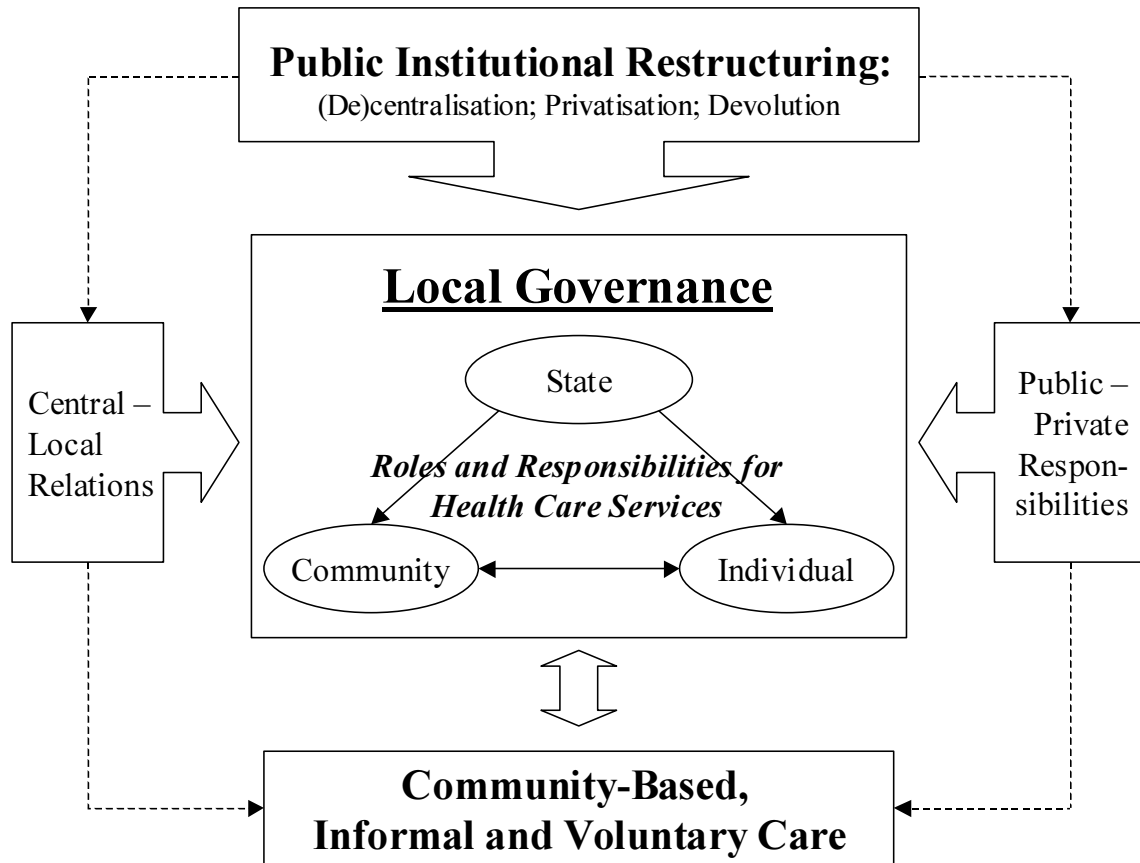 Public Institutional Restructuring:
(De)centralisation; Privatisation; Devolution
Local Governance
State
Central –
Local
Relations
Public –
Private
Respon-
sibilities
Roles and Responsibilities for
Health Care Services
Community
Individual
Community-Based,
Informal and Voluntary Care